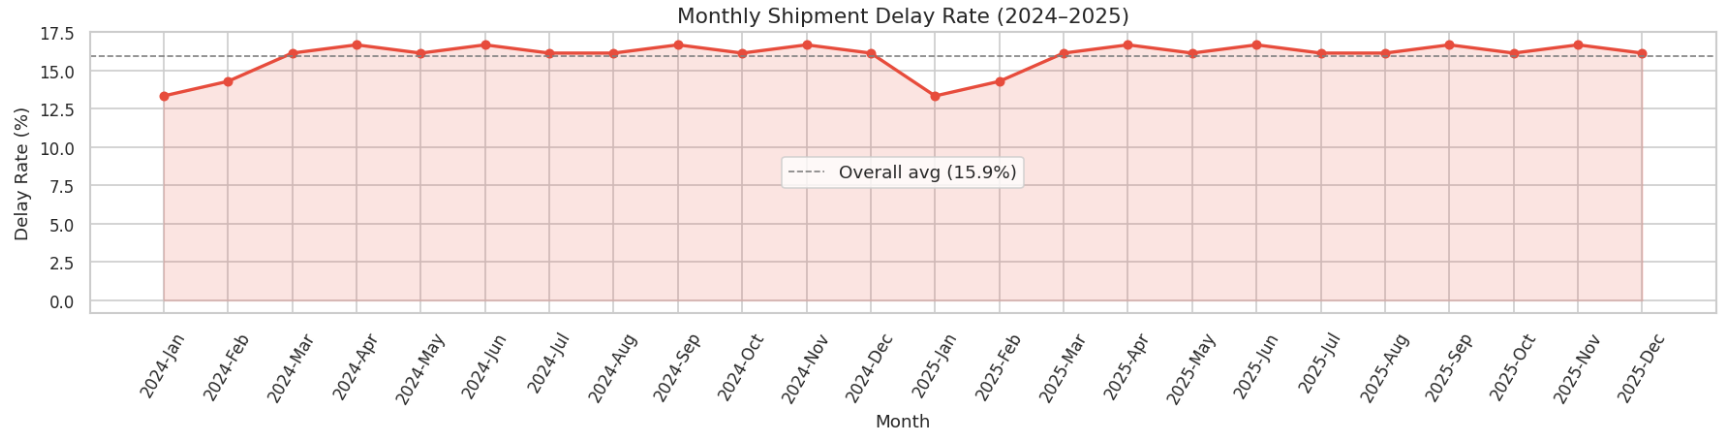 Monthly Shipment Delay Rate (2024–2025)
Delay Rate (%)
17.5
15.0
12.5
10.0
7.5
5.0
2.5
0.0
Overall avg (15.9%)
2024-Jan
2024-Feb
2024-Mar
2024-Apr
2024-May
2024-Jun
2024-Jul
2024-Aug
2024-Sep
2024-Oct
2024-Nov
2024-Dec
2025-Jan
2025-Feb
2025-Mar
2025-Apr
2025-May
2025-Jun
2025-Jul
2025-Aug
2025-Sep
2025-Oct
2025-Nov
2025-Dec
Month